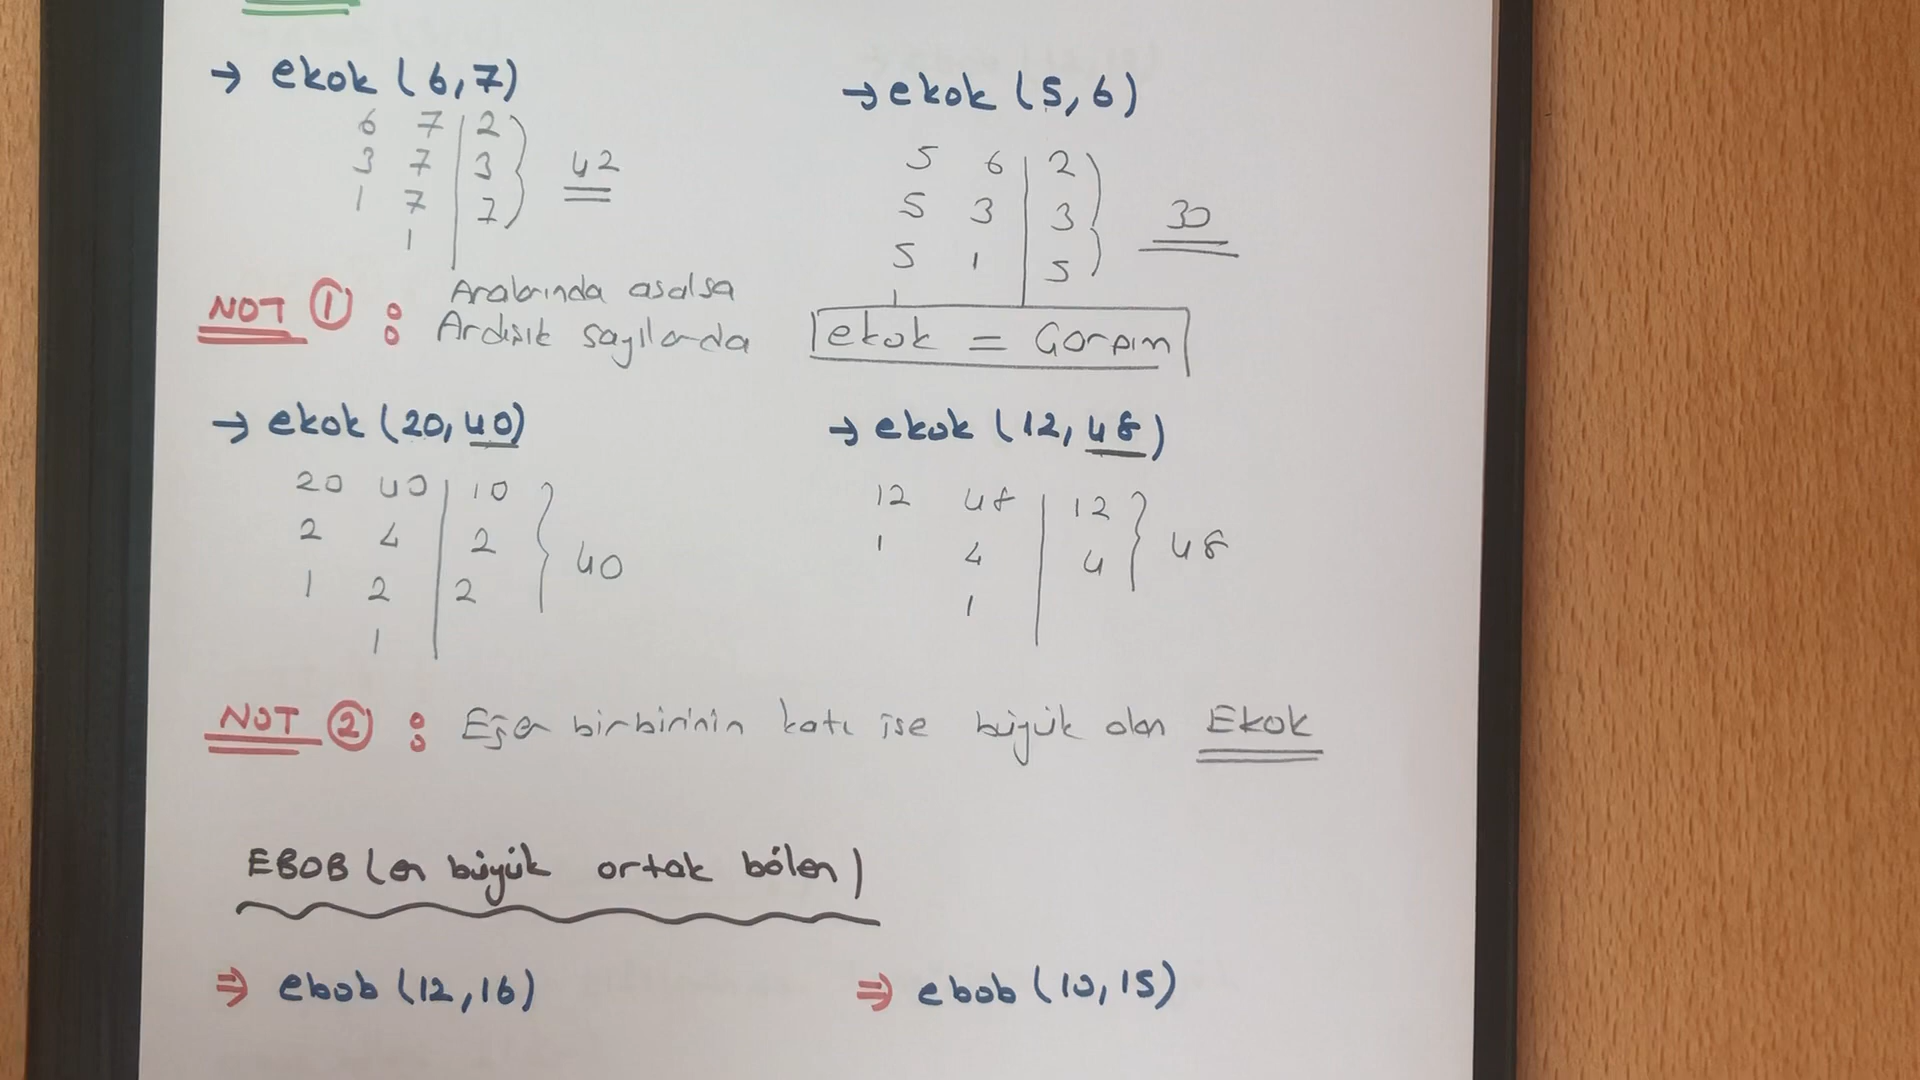 → ekok (6,7)
6 7 | 2
3 7 | 3
1 7 | 7
1
42
→ ekok (5,6)
5 6 | 2
5 3 | 3
5 1 | 5
1
30
NOT ① : Aralarında asalsa
Ardışık sayılarda
ekok = Çarpım
→ ekok (20, 40)
20 40 | 10
2 4 | 2
1 2 | 2
1
40
→ ekok (12, 48)
12 48 | 12
1 4 | 4
1
48
NOT ② : Eğer birbirinin katı ise büyük olan Ekok
EBOB (en büyük ortak bölen)
⇒ ebob (12,16)
⇒ ebob (10,15)